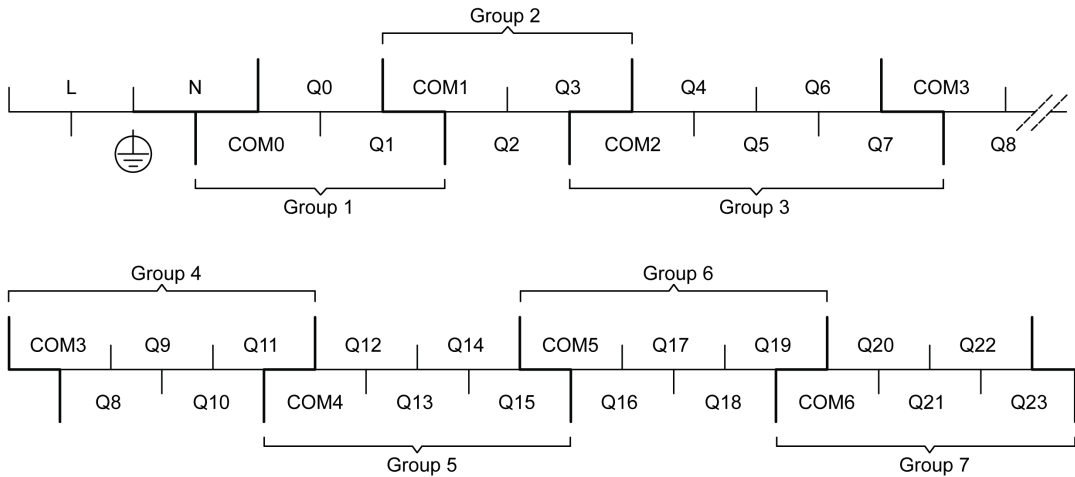 Group 2
L N Q0 COM1 Q3 Q4 Q6 COM3
COM0 Q1 Q2 COM2 Q5 Q7 Q8
Group 1 Group 3
Group 4 Group 6
COM3 Q9 Q11 Q12 Q14 COM5 Q17 Q19 Q20 Q22
Q8 Q10 COM4 Q13 Q15 Q16 Q18 COM6 Q21 Q23
Group 5 Group 7